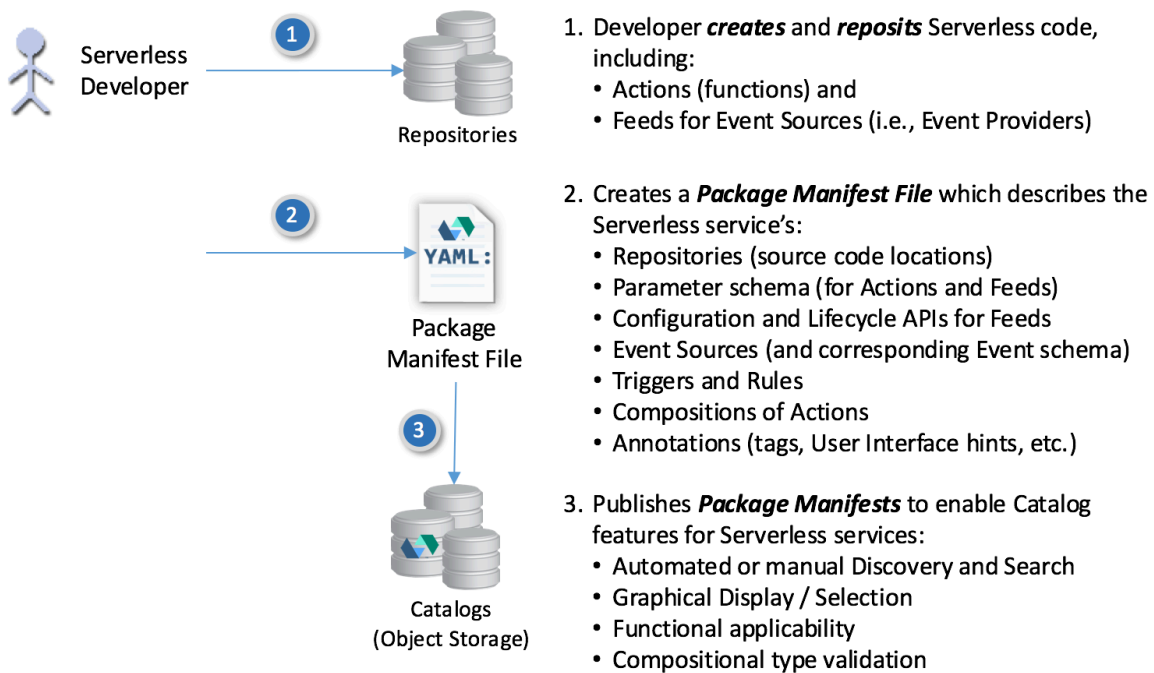 Serverless
Developer
1
Repositories
1. Developer creates and reposits Serverless code,
including:
• Actions (functions) and
• Feeds for Event Sources (i.e., Event Providers)
2
YAML:
Package
Manifest File
2. Creates a Package Manifest File which describes the
Serverless service’s:
• Repositories (source code locations)
• Parameter schema (for Actions and Feeds)
• Configuration and Lifecycle APIs for Feeds
• Event Sources (and corresponding Event schema)
• Triggers and Rules
• Compositions of Actions
• Annotations (tags, User Interface hints, etc.)
3
Catalogs
(Object Storage)
3. Publishes Package Manifests to enable Catalog
features for Serverless services:
• Automated or manual Discovery and Search
• Graphical Display / Selection
• Functional applicability
• Compositional type validation